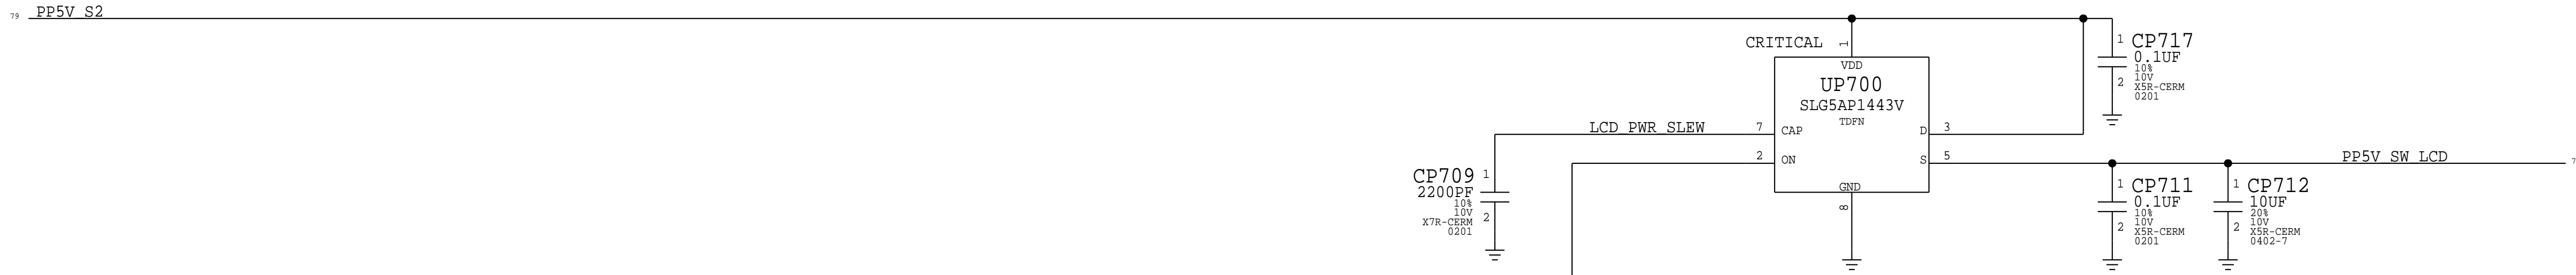 79 PP5V_S2
CRITICAL 1
VDD
UP700
SLG5AP1443V
TDFN
1 CP717
0.1UF
10%
10V
2 X5R-CERM
0201
LCD_PWR_SLEW 7 CAP D 3
2 ON S 5 PP5V_SW_LCD 7
GND
8
CP709 1
2200PF
10%
10V
X7R-CERM 2
0201
1 CP711
0.1UF
10%
10V
2 X5R-CERM
0201
1 CP712
10UF
20%
10V
2 X5R-CERM
0402-7